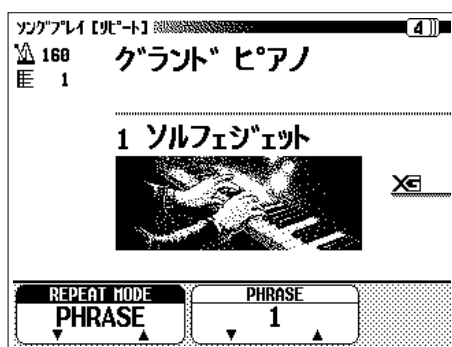 ソングプレイ [リピート] 4
160
グランド ピアノ
1
1 ソルフェジェット
XG
REPEAT MODE PHRASE
PHRASE 1